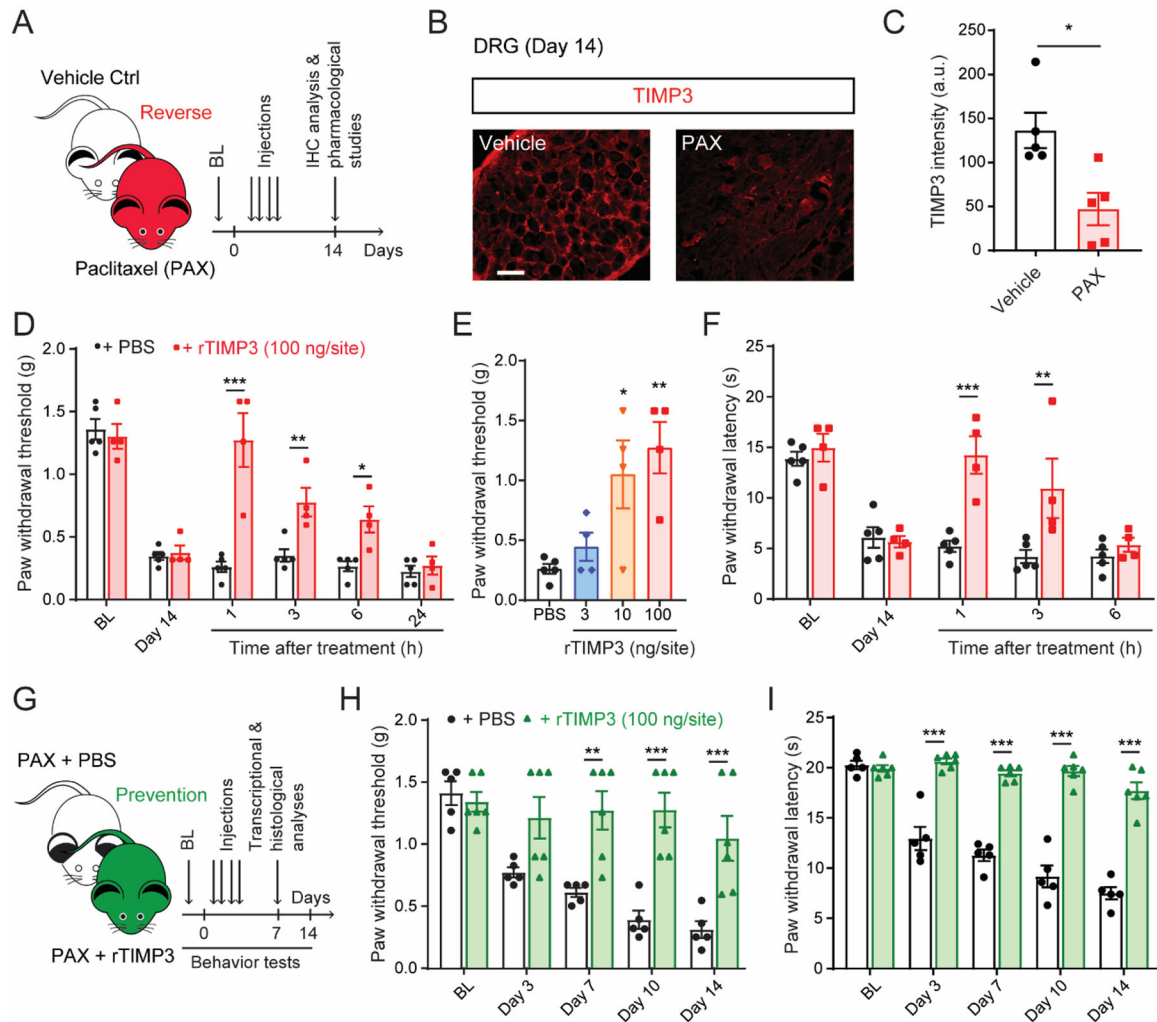 A
Vehicle Ctrl
Reverse
Paclitaxel (PAX)
BL
Injections
IHC analysis &
pharmacological
studies
0
14
Days
B
DRG (Day 14)
TIMP3
Vehicle
PAX
C
TIMP3 intensity (a.u.)
250
200
150
100
50
0
*
Vehicle
PAX
D
+ PBS
+ rTIMP3 (100 ng/site)
Paw withdrawal threshold (g)
2.0
1.5
1.0
0.5
0.0
***
**
*
BL
Day 14
1
3
6
24
Time after treatment (h)
E
Paw withdrawal threshold (g)
2.0
1.5
1.0
0.5
0.0
*
**
PBS
3
10
100
rTIMP3 (ng/site)
F
Paw withdrawal latency (s)
25
20
15
10
5
0
***
**
BL
Day 14
1
3
6
Time after treatment (h)
G
PAX + PBS
Prevention
PAX + rTIMP3
BL
Injections
Transcriptional &
histological
analyses
Days
0
7
14
Behavior tests
H
+ PBS
+ rTIMP3 (100 ng/site)
Paw withdrawal threshold (g)
2.0
1.5
1.0
0.5
0.0
**
***
***
BL
Day 3
Day 7
Day 10
Day 14
I
Paw withdrawal latency (s)
25
20
15
10
5
0
***
***
***
***
BL
Day 3
Day 7
Day 10
Day 14